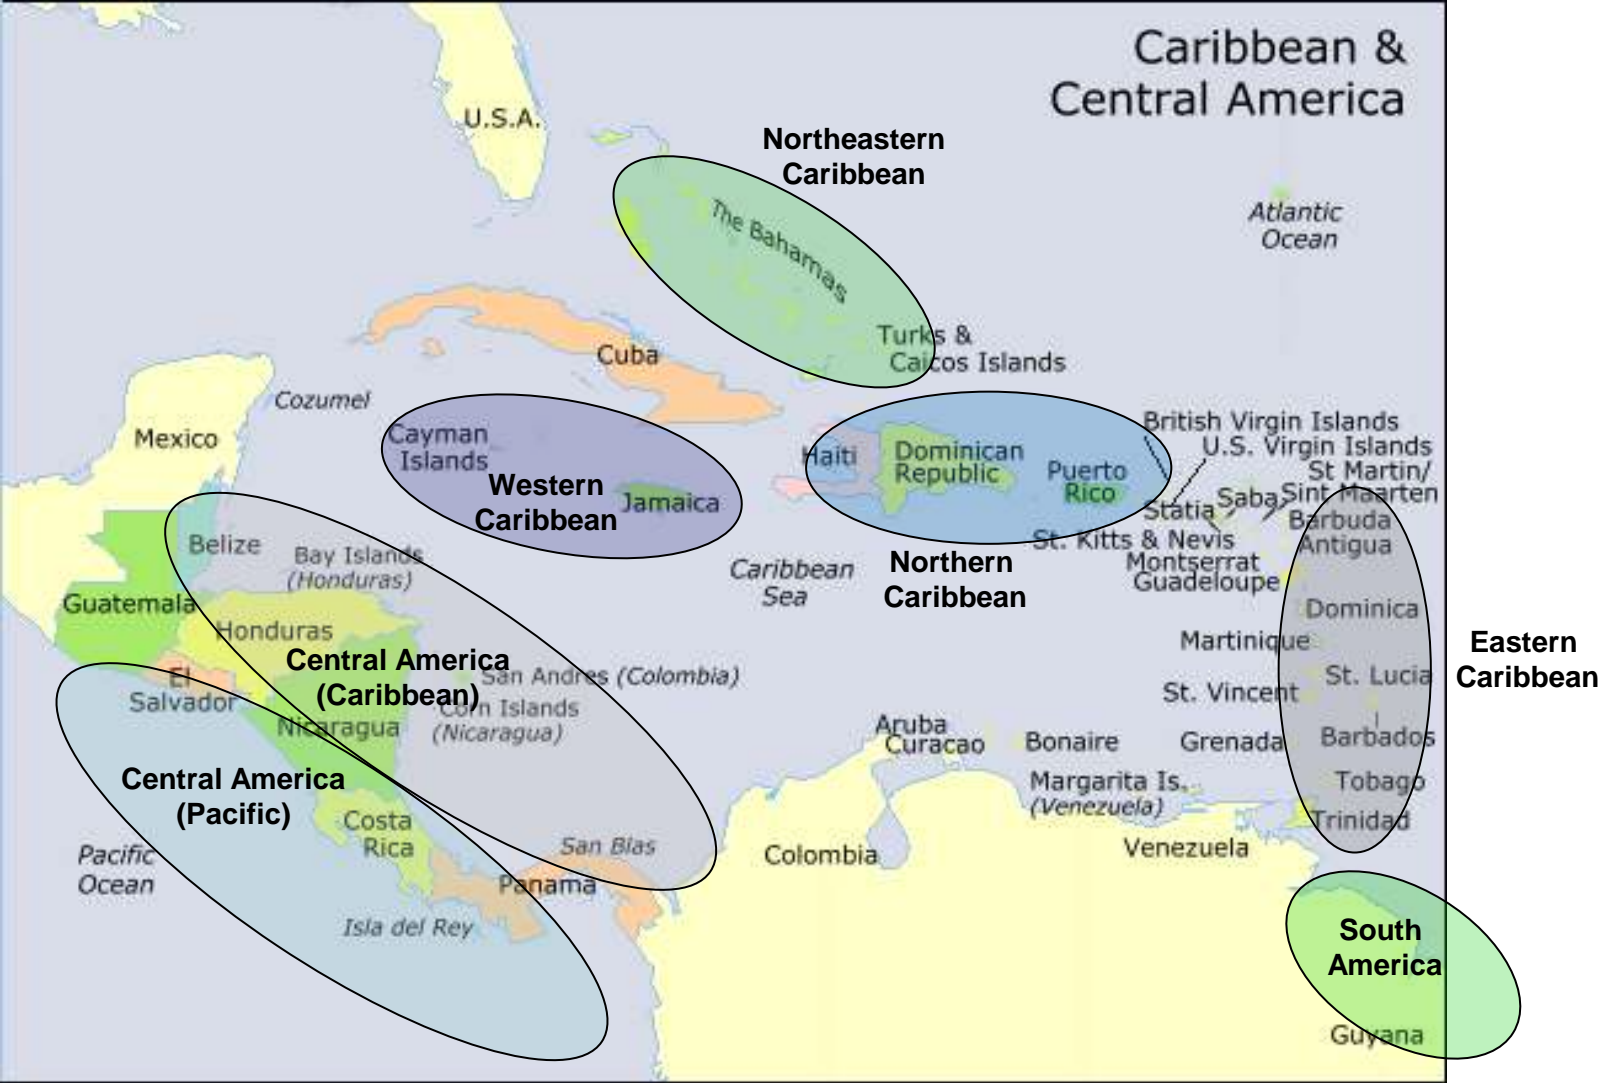 Caribbean &
Central America
U.S.A.
Northeastern
Caribbean
The Bahamas
Atlantic
Ocean
Turks &
Caicos Islands
Cuba
Cozumel
Mexico
Cayman
Islands
Western
Caribbean
Jamaica
Haiti
Dominican
Republic
Puerto
Rico
British Virgin Islands
U.S. Virgin Islands
St Martin/
Sint Maarten
Saba
Statia
Barbuda
Antigua
St. Kitts & Nevis
Montserrat
Guadeloupe
Northern
Caribbean
Caribbean
Sea
Belize
Bay Islands
(Honduras)
Guatemala
Honduras
Central America
(Caribbean)
San Andres (Colombia)
Corn Islands
(Nicaragua)
El
Salvador
Nicaragua
Dominica
Martinique
Eastern
Caribbean
St. Lucia
St. Vincent
Aruba
Curacao
Bonaire
Grenada
Barbados
Central America
(Pacific)
Margarita Is.
(Venezuela)
Tobago
Trinidad
Costa
Rica
San Blas
Pacific
Ocean
Colombia
Venezuela
Panama
Isla del Rey
South
America
Guyana